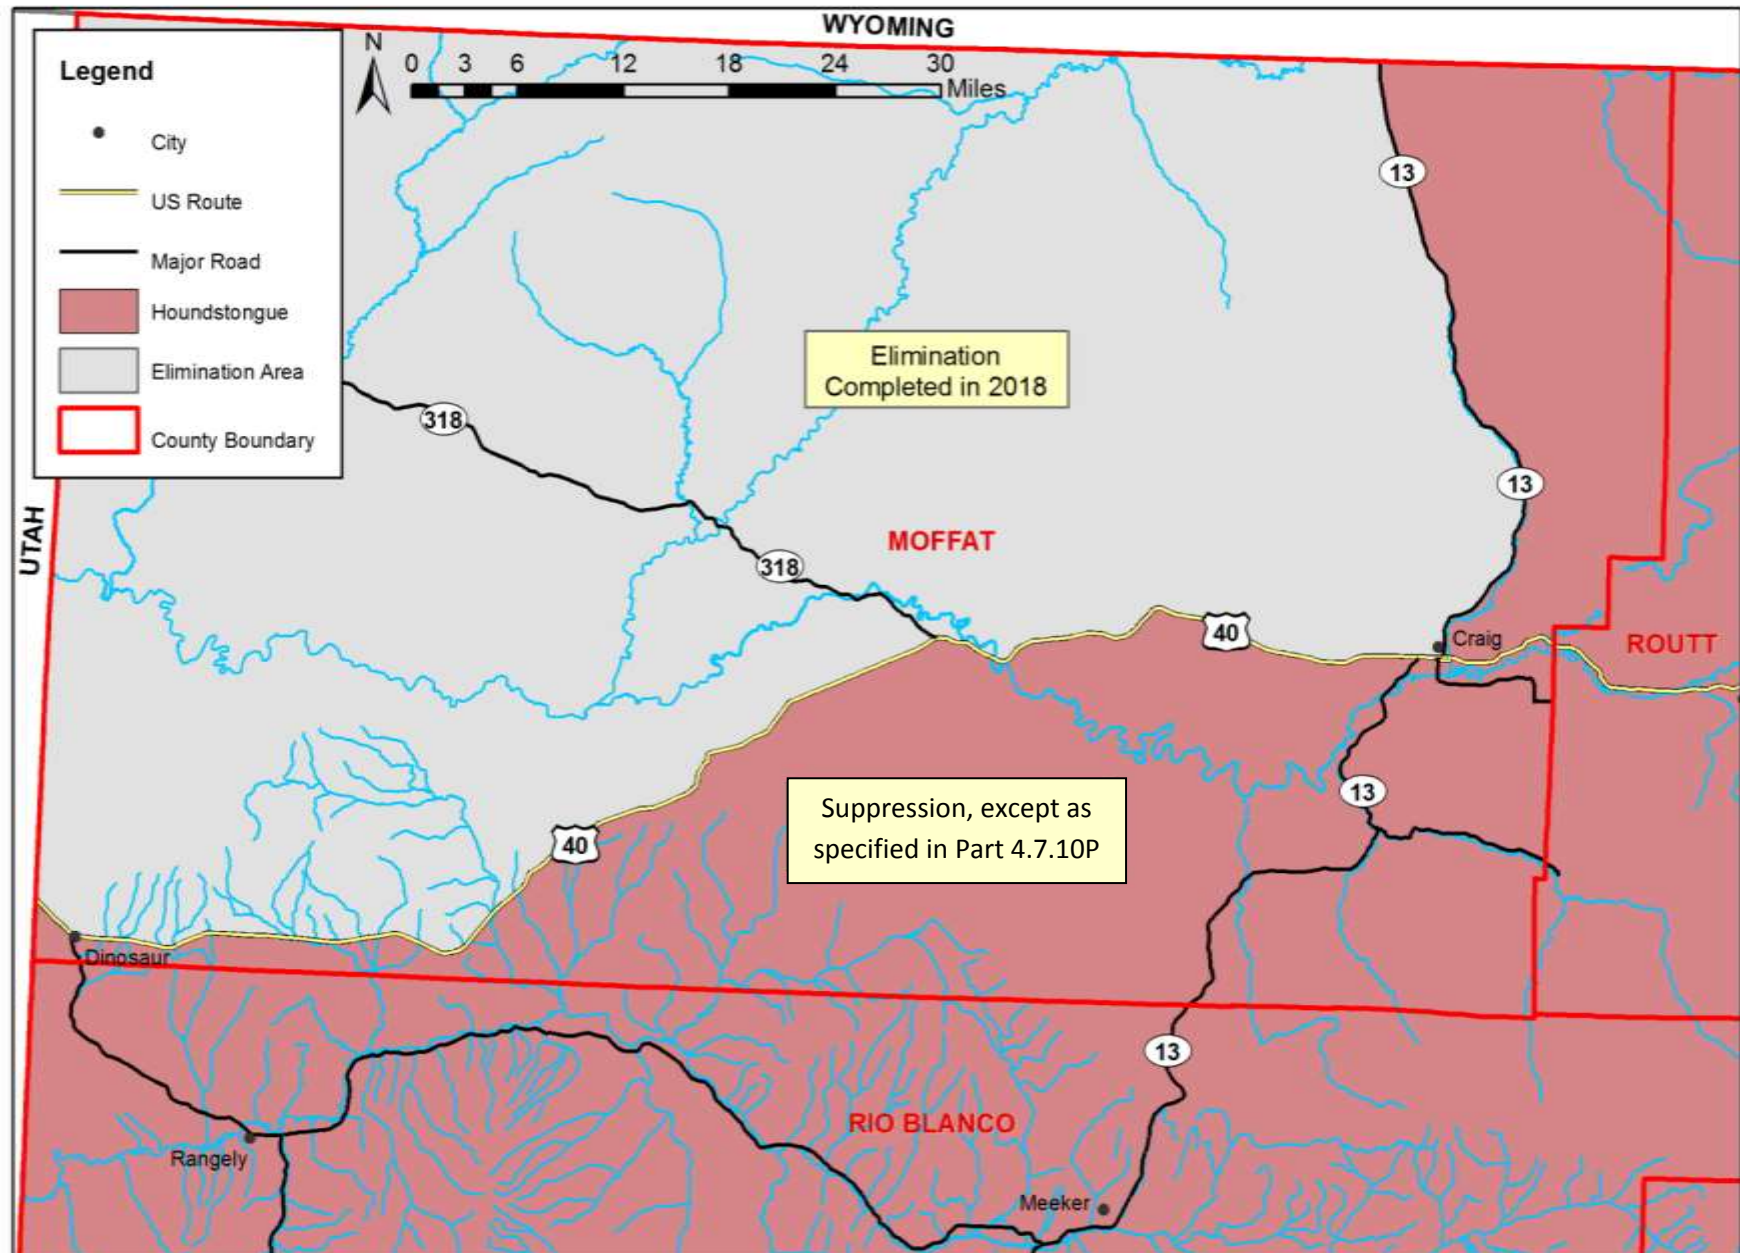 WYOMING
Legend
City
US Route
Major Road
Houndstongue
Elimination Area
County Boundary
N
0 3 6 12 18 24 30
Miles
13
Elimination
Completed in 2018
318
13
UTAH
MOFFAT
318
40
Craig
ROUTT
13
Suppression, except as
specified in Part 4.7.10P
40
Dinosaur
13
RIO BLANCO
Rangely
Meeker